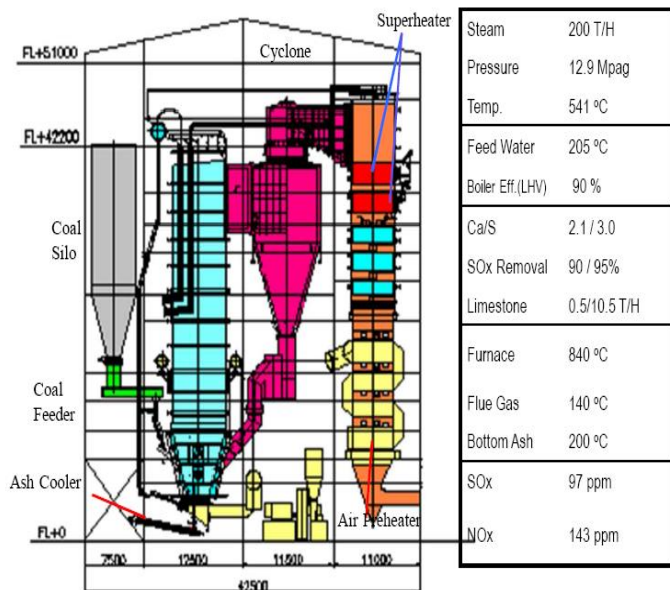 Superheater
Cyclone
FL+51000
FL+42200
Coal
Silo
Coal
Feeder
Ash Cooler
Air Preheater
FL+0
7500
12500
11500
11000
42500
Steam 200 T/H
Pressure 12.9 Mpag
Temp. 541 ºC
Feed Water 205 ºC
Boiler Eff.(LHV) 90 %
Ca/S 2.1 / 3.0
SOx Removal 90 / 95%
Limestone 0.5/10.5 T/H
Furnace 840 ºC
Flue Gas 140 ºC
Bottom Ash 200 ºC
SOx 97 ppm
NOx 143 ppm